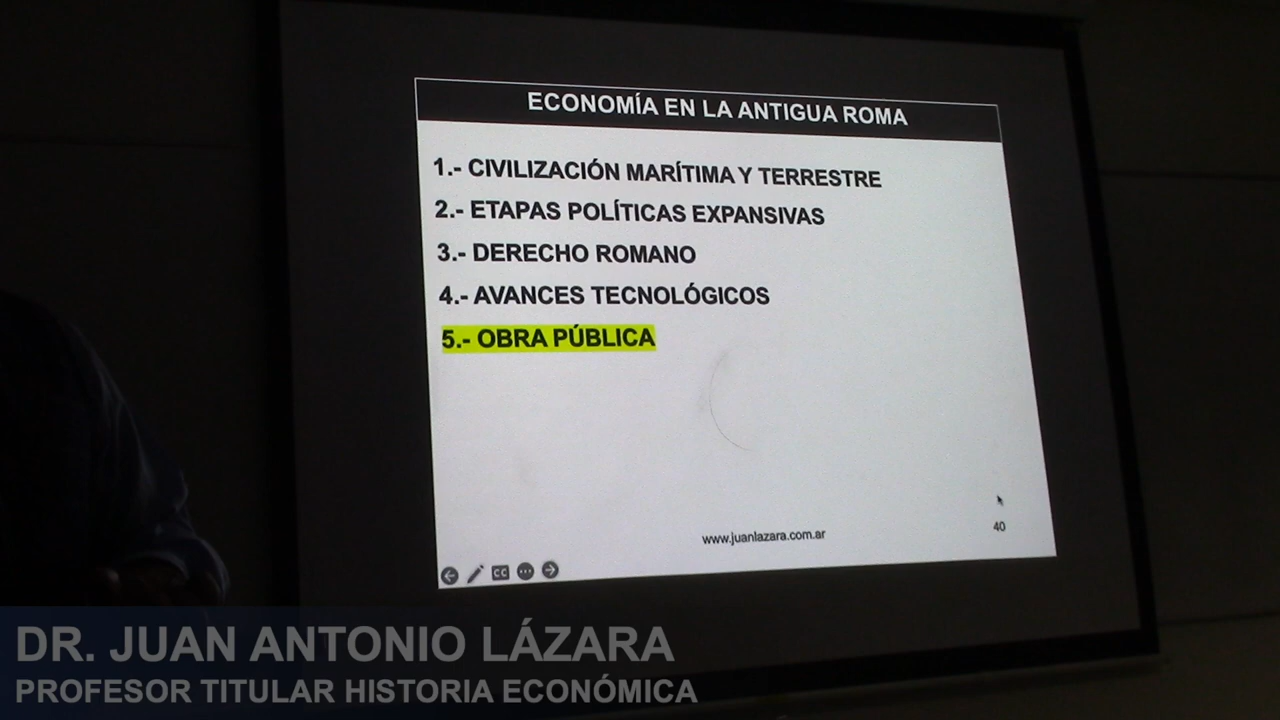 ECONOMÍA EN LA ANTIGUA ROMA
1.- CIVILIZACIÓN MARÍTIMA Y TERRESTRE
2.- ETAPAS POLÍTICAS EXPANSIVAS
3.- DERECHO ROMANO
4.- AVANCES TECNOLÓGICOS
5.- OBRA PÚBLICA
www.juanlazara.com.ar
40
CC
DR. JUAN ANTONIO LÁZARA
PROFESOR TITULAR HISTORIA ECONÓMICA